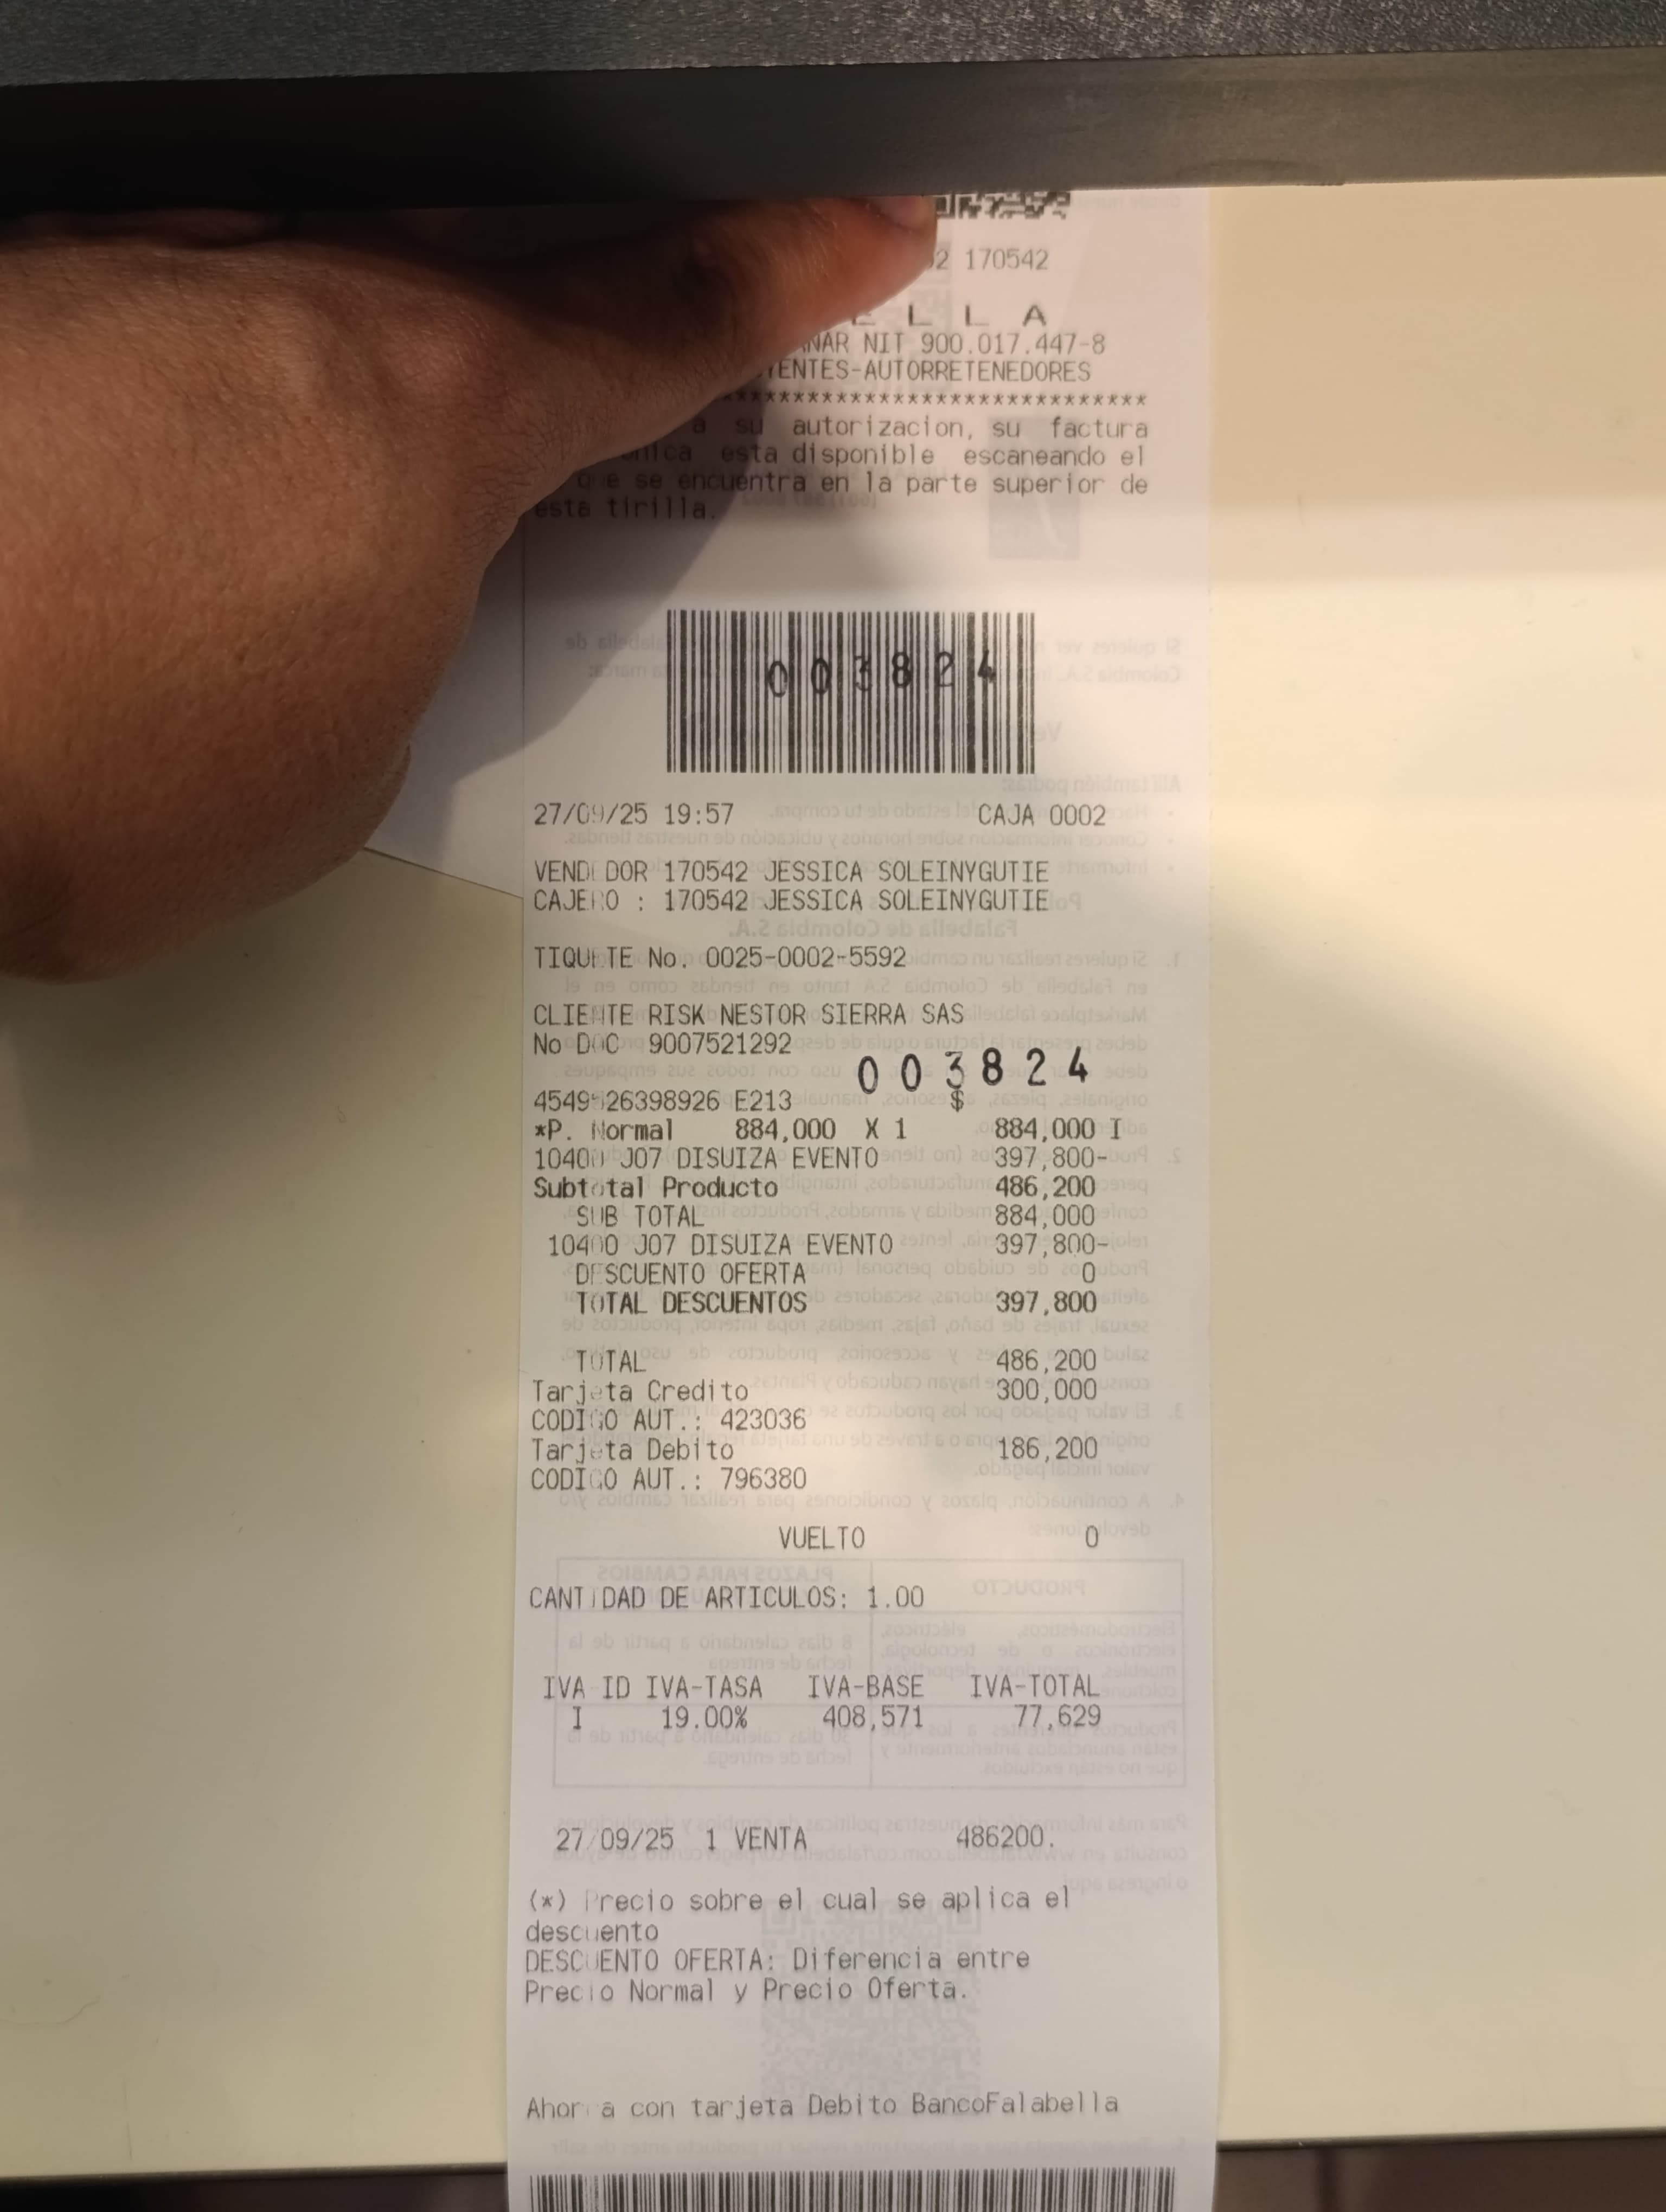 170542
E L L A
NIT 900.017.447-8
-AUTORRETENEDORES
*********************************
a su autorizacion, su factura
esta disponible escaneando el
que se encuentra en la parte superior de
esta tirilla.
003824
27/09/25 19:57 CAJA 0002
VENDEDOR 170542 JESSICA SOLEINYGUTIE
CAJERO : 170542 JESSICA SOLEINYGUTIE
TIQUETE No. 0025-0002-5592
CLIENTE RISK NESTOR SIERRA SAS
No DOC 9007521292
003824
E213 $
*P. Normal 884,000 X 1 884,000 I
10400 J07 DISUIZA EVENTO 397,800-
Subtotal Producto 486,200
SUB TOTAL 884,000
10400 J07 DISUIZA EVENTO 397,800-
DESCUENTO OFERTA 0
TOTAL DESCUENTOS 397,800
TOTAL 486,200
Tarjeta Credito 300,000
CODIGO AUT.: 423036
Tarjeta Debito 186,200
CODIGO AUT.: 796380
VUELTO 0
CANTIDAD DE ARTICULOS: 1.00
IVA ID IVA-TASA IVA-BASE IVA-TOTAL
I 19.00% 408,571 77,629
27/09/25 1 VENTA 486200.
(*) Precio sobre el cual se aplica el
descuento
DESCUENTO OFERTA: Diferencia entre
Precio Normal y Precio Oferta.
Ahorra con tarjeta Debito BancoFalabella